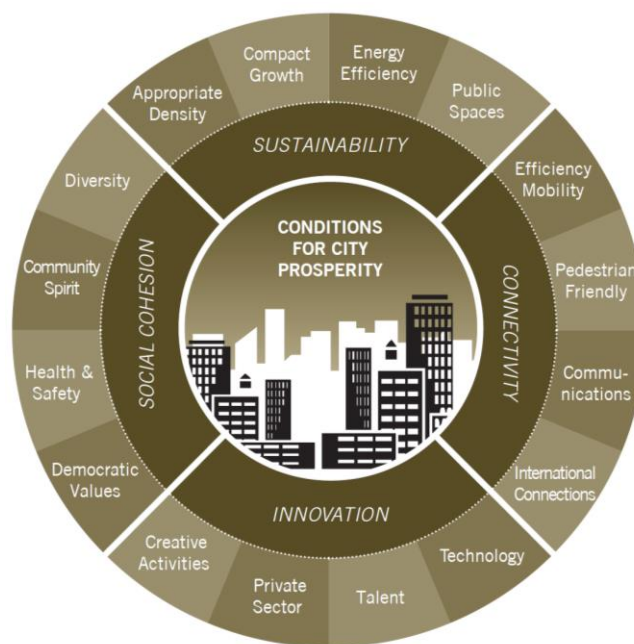 CONDITIONS
FOR CITY
PROSPERITY
SUSTAINABILITY
Appropriate
Density
Compact
Growth
Energy
Efficiency
Public
Spaces
CONNECTIVITY
Efficiency
Mobility
Pedestrian
Friendly
Commu-
nications
International
Connections
INNOVATION
Technology
Talent
Private
Sector
Creative
Activities
SOCIAL COHESION
Democratic
Values
Health &
Safety
Community
Spirit
Diversity